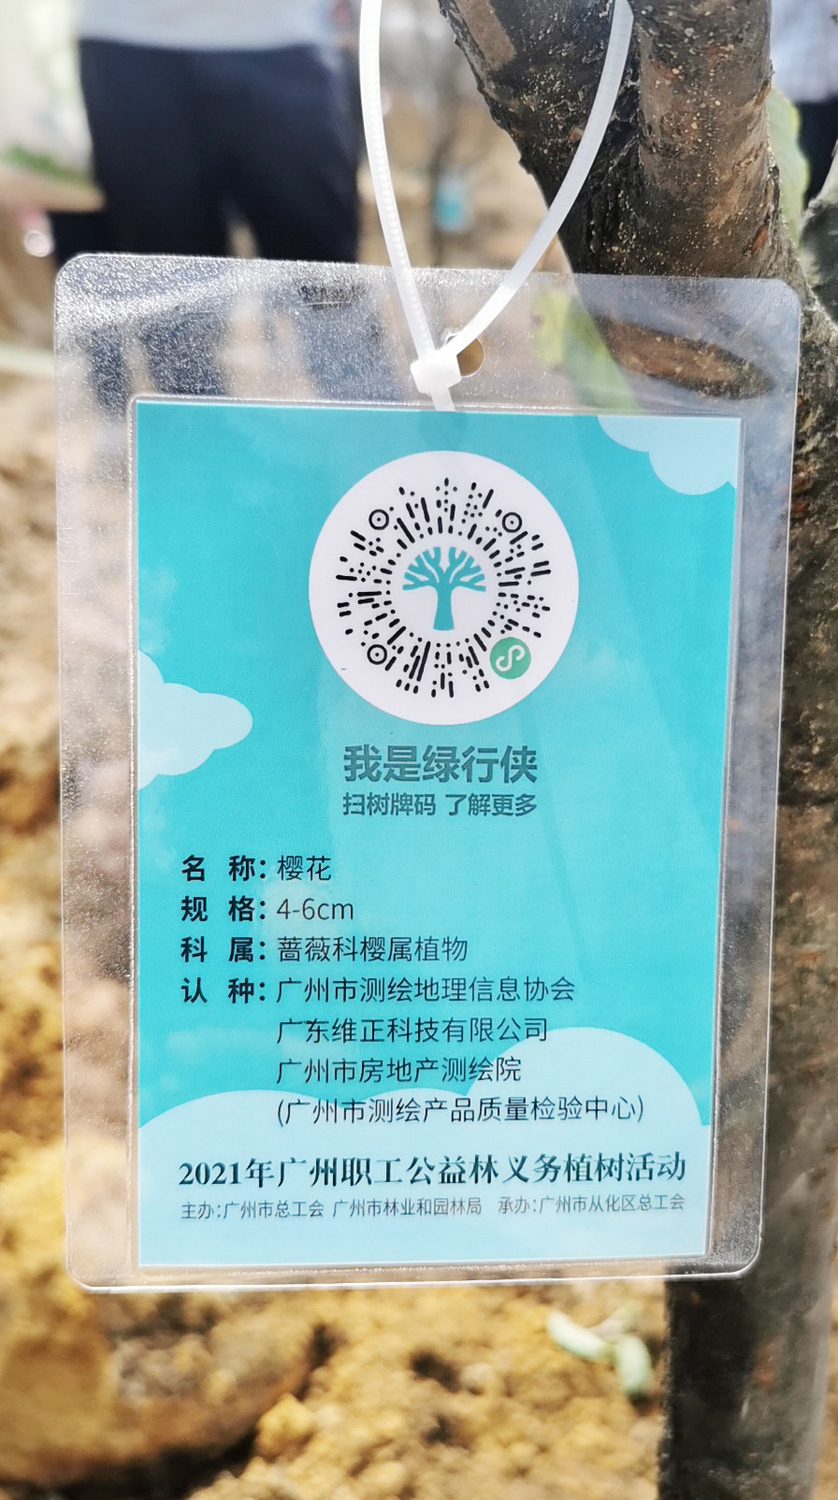 我是绿行侠
扫树牌码 了解更多
名 称：樱花
规 格：4-6cm
科 属：蔷薇科樱属植物
认 种：广州市测绘地理信息协会
广东维正科技有限公司
广州市房地产测绘院
(广州市测绘产品质量检验中心)
2021年广州职工公益林义务植树活动
主办：广州市总工会 广州市林业和园林局 承办：广州市从化区总工会